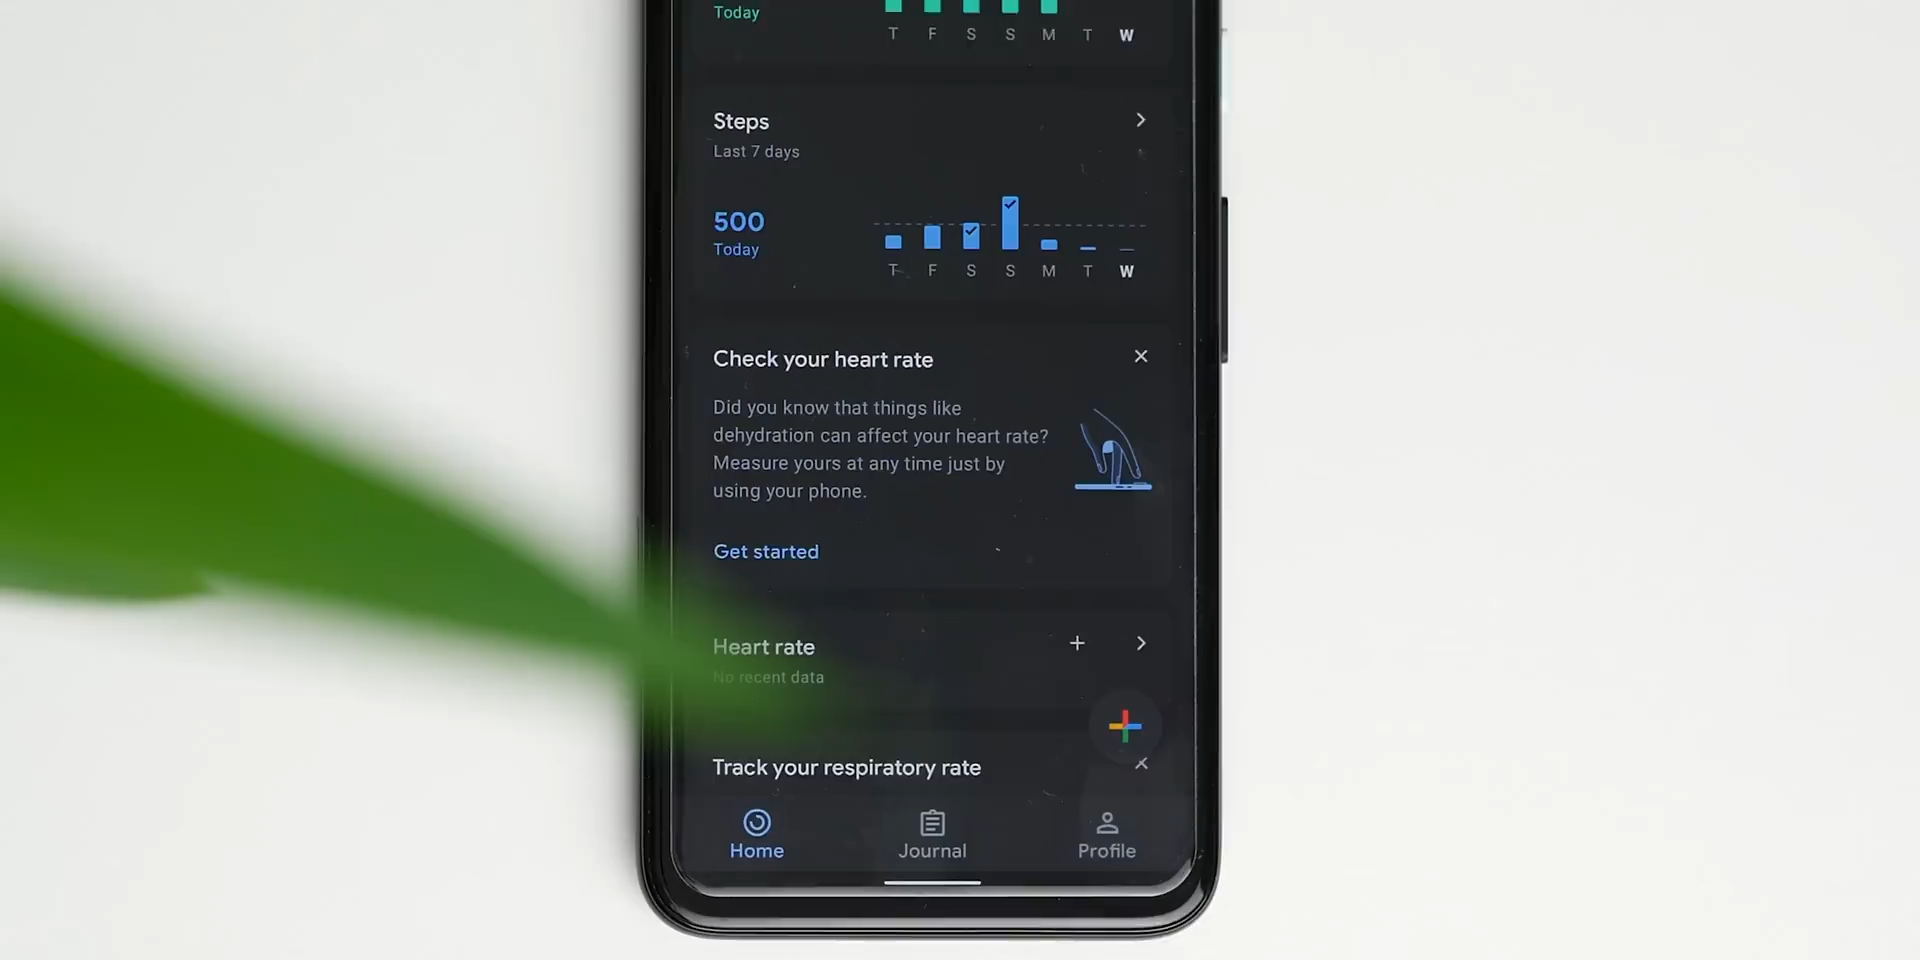 Today
T F S S M T W
Steps
Last 7 days
500
Today
T F S S M T W
Check your heart rate
Did you know that things like
dehydration can affect your heart rate?
Measure yours at any time just by
using your phone.
Get started
Heart rate
No recent data
Track your respiratory rate
Home Journal Profile